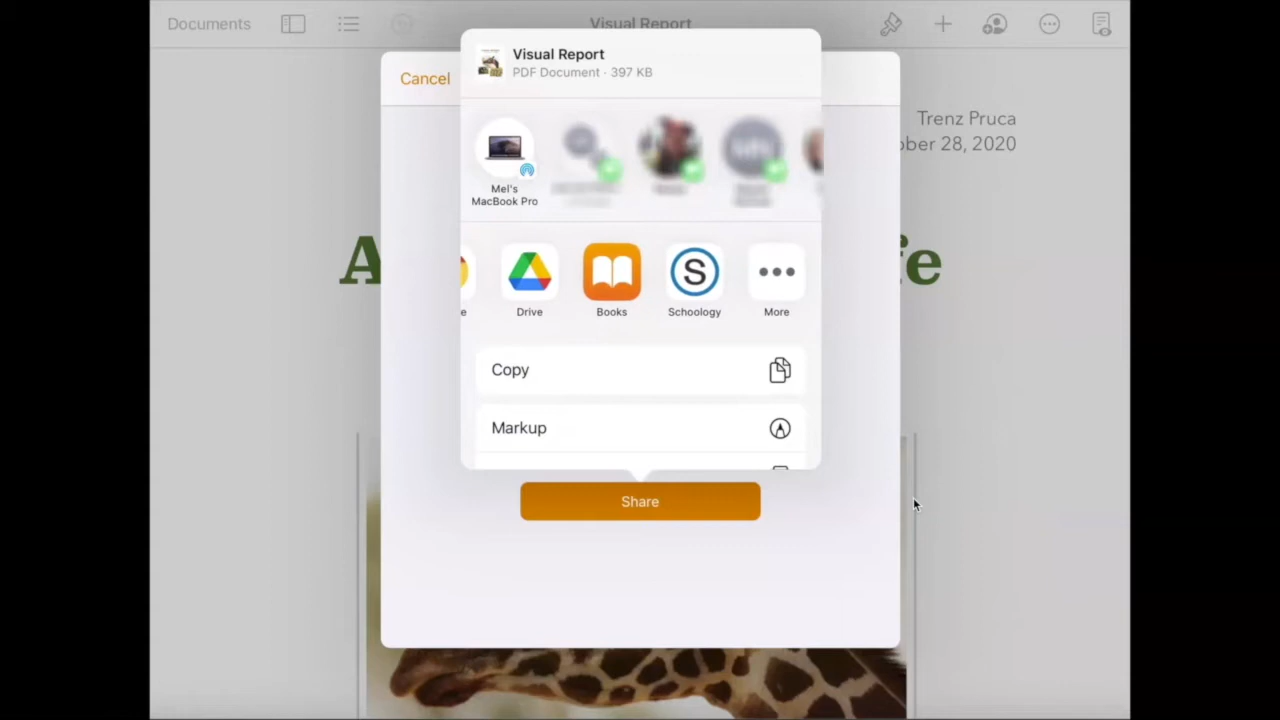 Documents
Visual Report
Visual Report
PDF Document · 397 KB
Cancel
Trenz Pruca
ober 28, 2020
Mel's
MacBook Pro
A
fe
e
Drive
Books
Schoology
More
Copy
Markup
Share